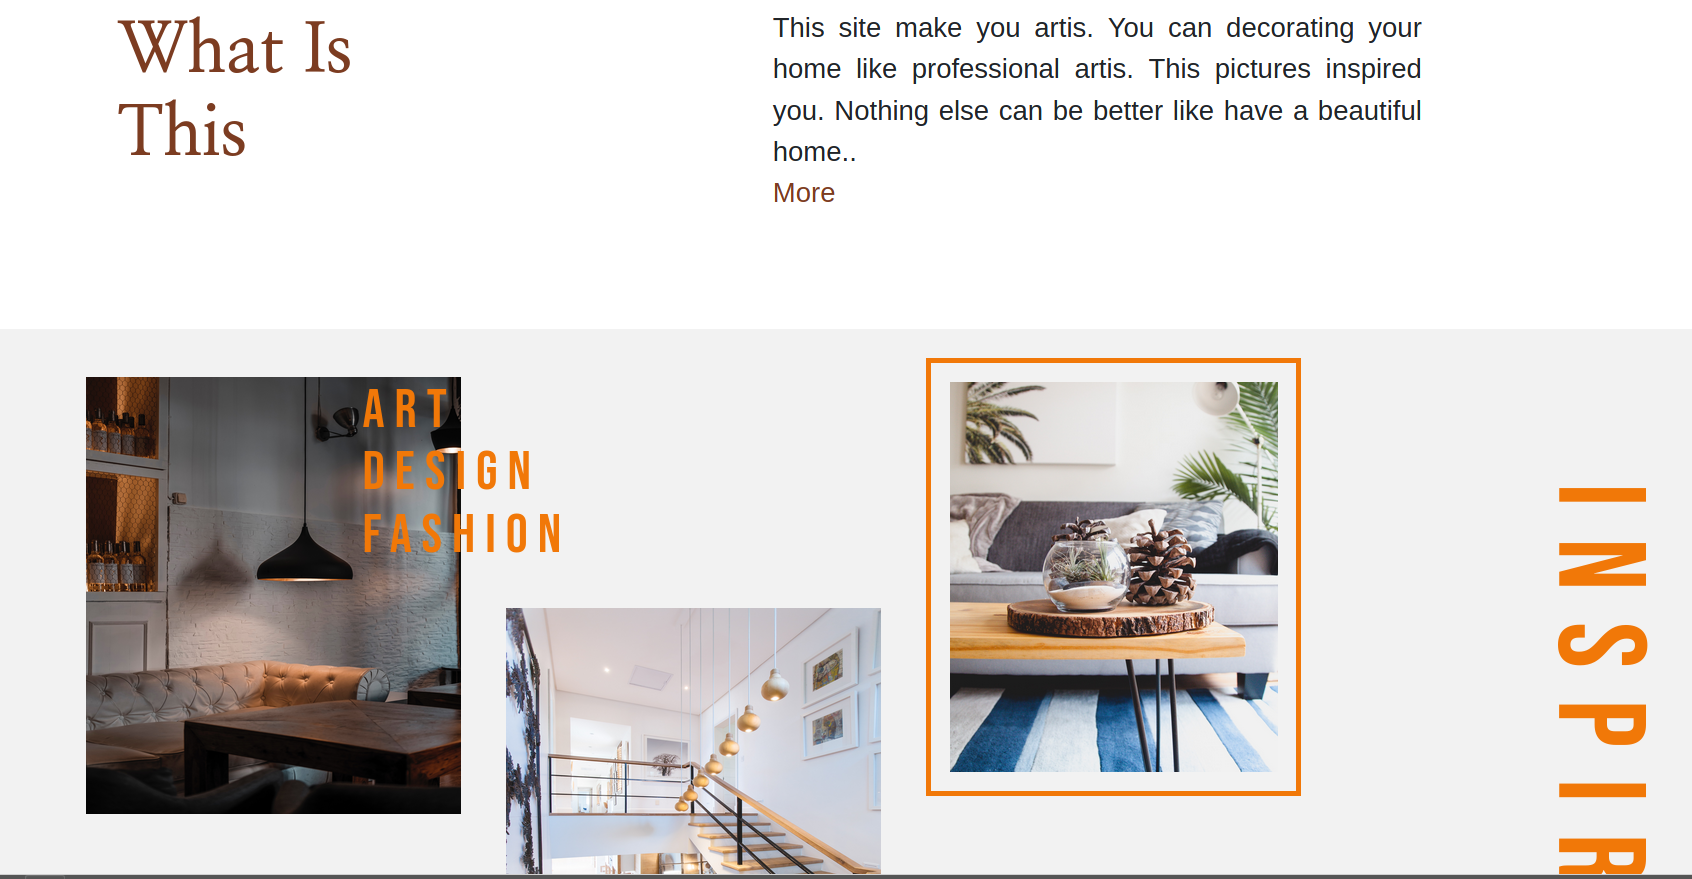 What Is
This
This site make you artis. You can decorating your
home like professional artis. This pictures inspired
you. Nothing else can be better like have a beautiful
home..
More
ART
DESIGN
FASHION
INSPIR